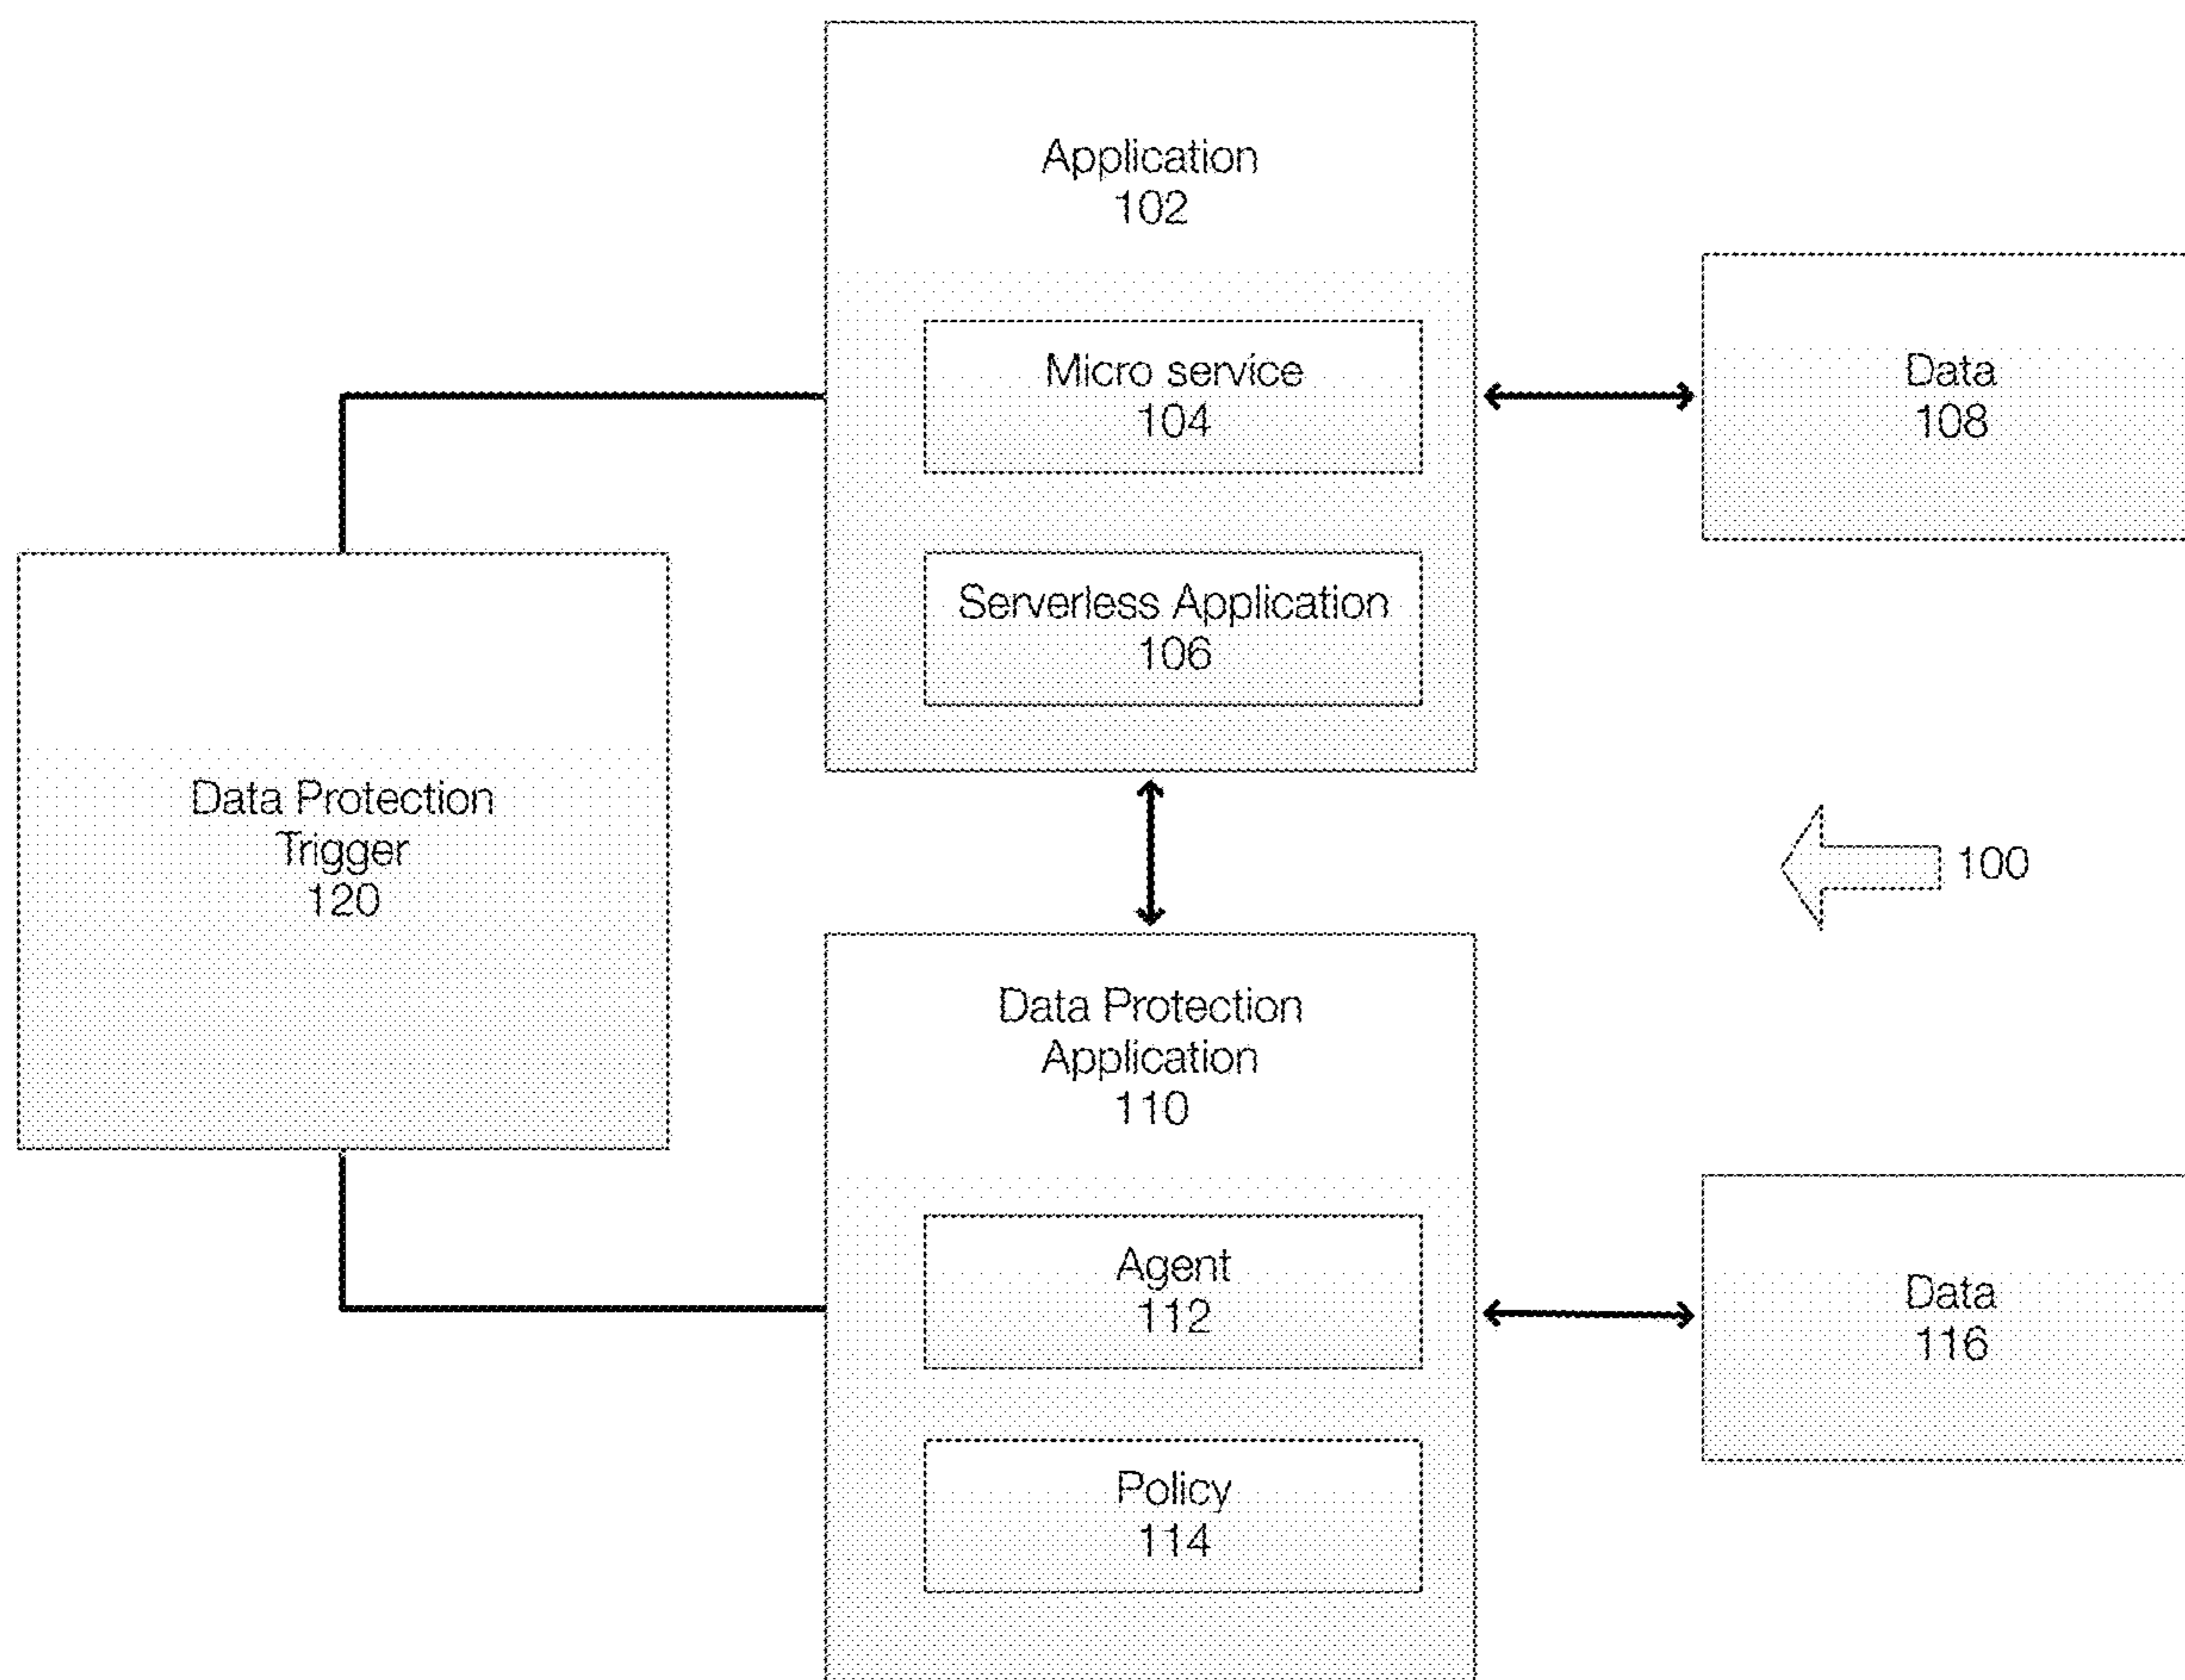 Application
102
Micro service
104
Serverless Application
106
Data
108
Data Protection
Trigger
120
100
Data Protection
Application
110
Agent
112
Policy
114
Data
116